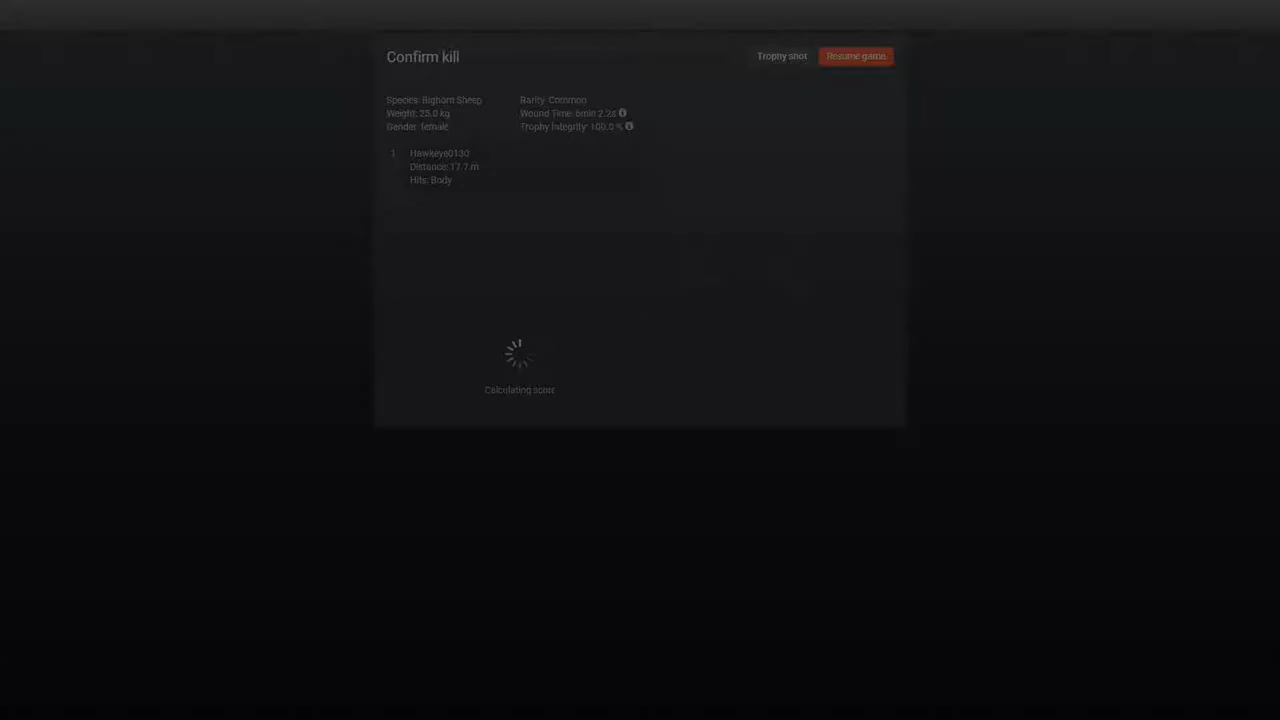 Confirm kill
Trophy shot
Resume game
Species: Bighorn Sheep
Weight: 25.0 kg
Gender: female
Rarity: Common
Wound Time: 6min 2.2s
Trophy Integrity: 100.0 %
1
Hawkeye0130
Distance: 17.7 m
Hits: Body
Calculating score